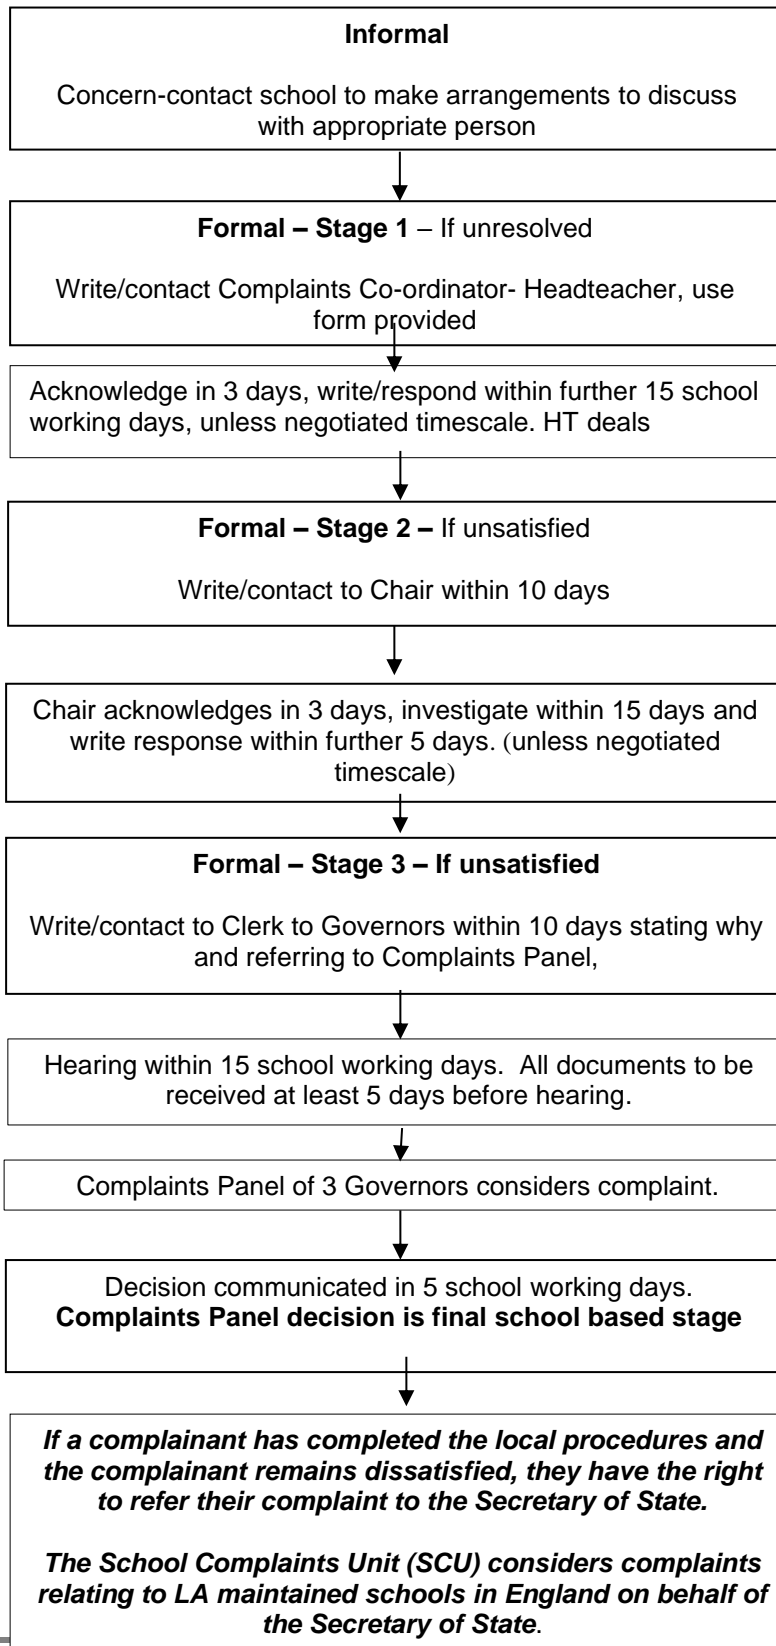 Informal
Concern-contact school to make arrangements to discuss
with appropriate person
Formal – Stage 1 – If unresolved
Write/contact Complaints Co-ordinator- Headteacher, use
form provided
Acknowledge in 3 days, write/respond within further 15 school
working days, unless negotiated timescale. HT deals
Formal – Stage 2 – If unsatisfied
Write/contact to Chair within 10 days
Chair acknowledges in 3 days, investigate within 15 days and
write response within further 5 days. (unless negotiated
timescale)
Formal – Stage 3 – If unsatisfied
Write/contact to Clerk to Governors within 10 days stating why
and referring to Complaints Panel,
Hearing within 15 school working days.  All documents to be
received at least 5 days before hearing.
Complaints Panel of 3 Governors considers complaint.
Decision communicated in 5 school working days.
Complaints Panel decision is final school based stage
If a complainant has completed the local procedures and
the complainant remains dissatisfied, they have the right
to refer their complaint to the Secretary of State.
The School Complaints Unit (SCU) considers complaints
relating to LA maintained schools in England on behalf of
the Secretary of State.